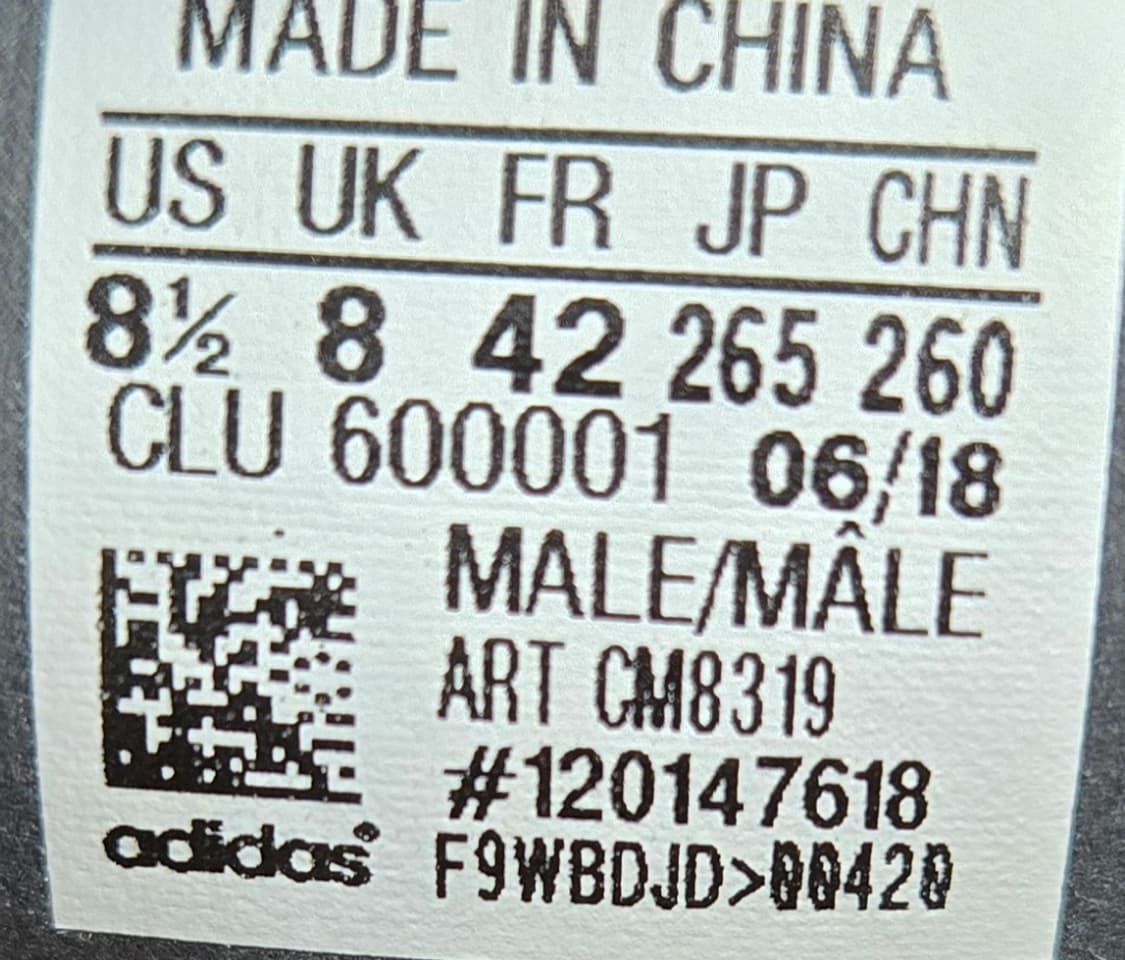 MADE IN CHINA
US UK FR JP CHN
8½ 8 42 265 260
CLU 600001 06/18
MALE/MÂLE
ART CM8319
#120147618
adidas®
F9WBDJD>00420